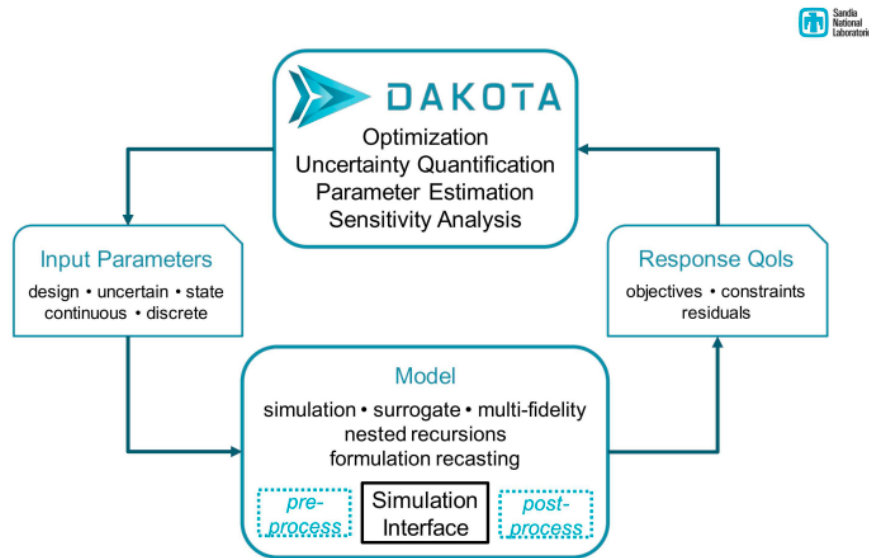 Sandia
National
Laboratories
DAKOTA
Optimization
Uncertainty Quantification
Parameter Estimation
Sensitivity Analysis
Input Parameters
design • uncertain • state
continuous • discrete
Response QoIs
objectives • constraints
residuals
Model
simulation • surrogate • multi-fidelity
nested recursions
formulation recasting
pre-
process
Simulation
Interface
post-
process